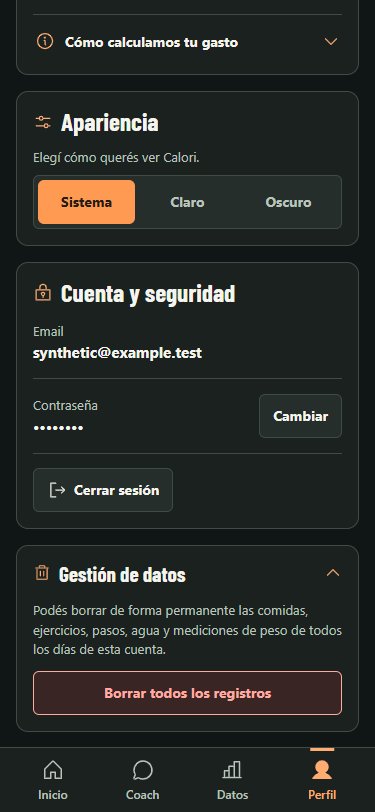 Cómo calculamos tu gasto
Apariencia
Elegí cómo querés ver Calori.
Sistema
Claro
Oscuro
Cuenta y seguridad
Email
synthetic@example.test
Contraseña
••••••••
Cambiar
Cerrar sesión
Gestión de datos
Podés borrar de forma permanente las comidas,
ejercicios, pasos, agua y mediciones de peso de todos
los días de esta cuenta.
Borrar todos los registros
Inicio
Coach
Datos
Perfil